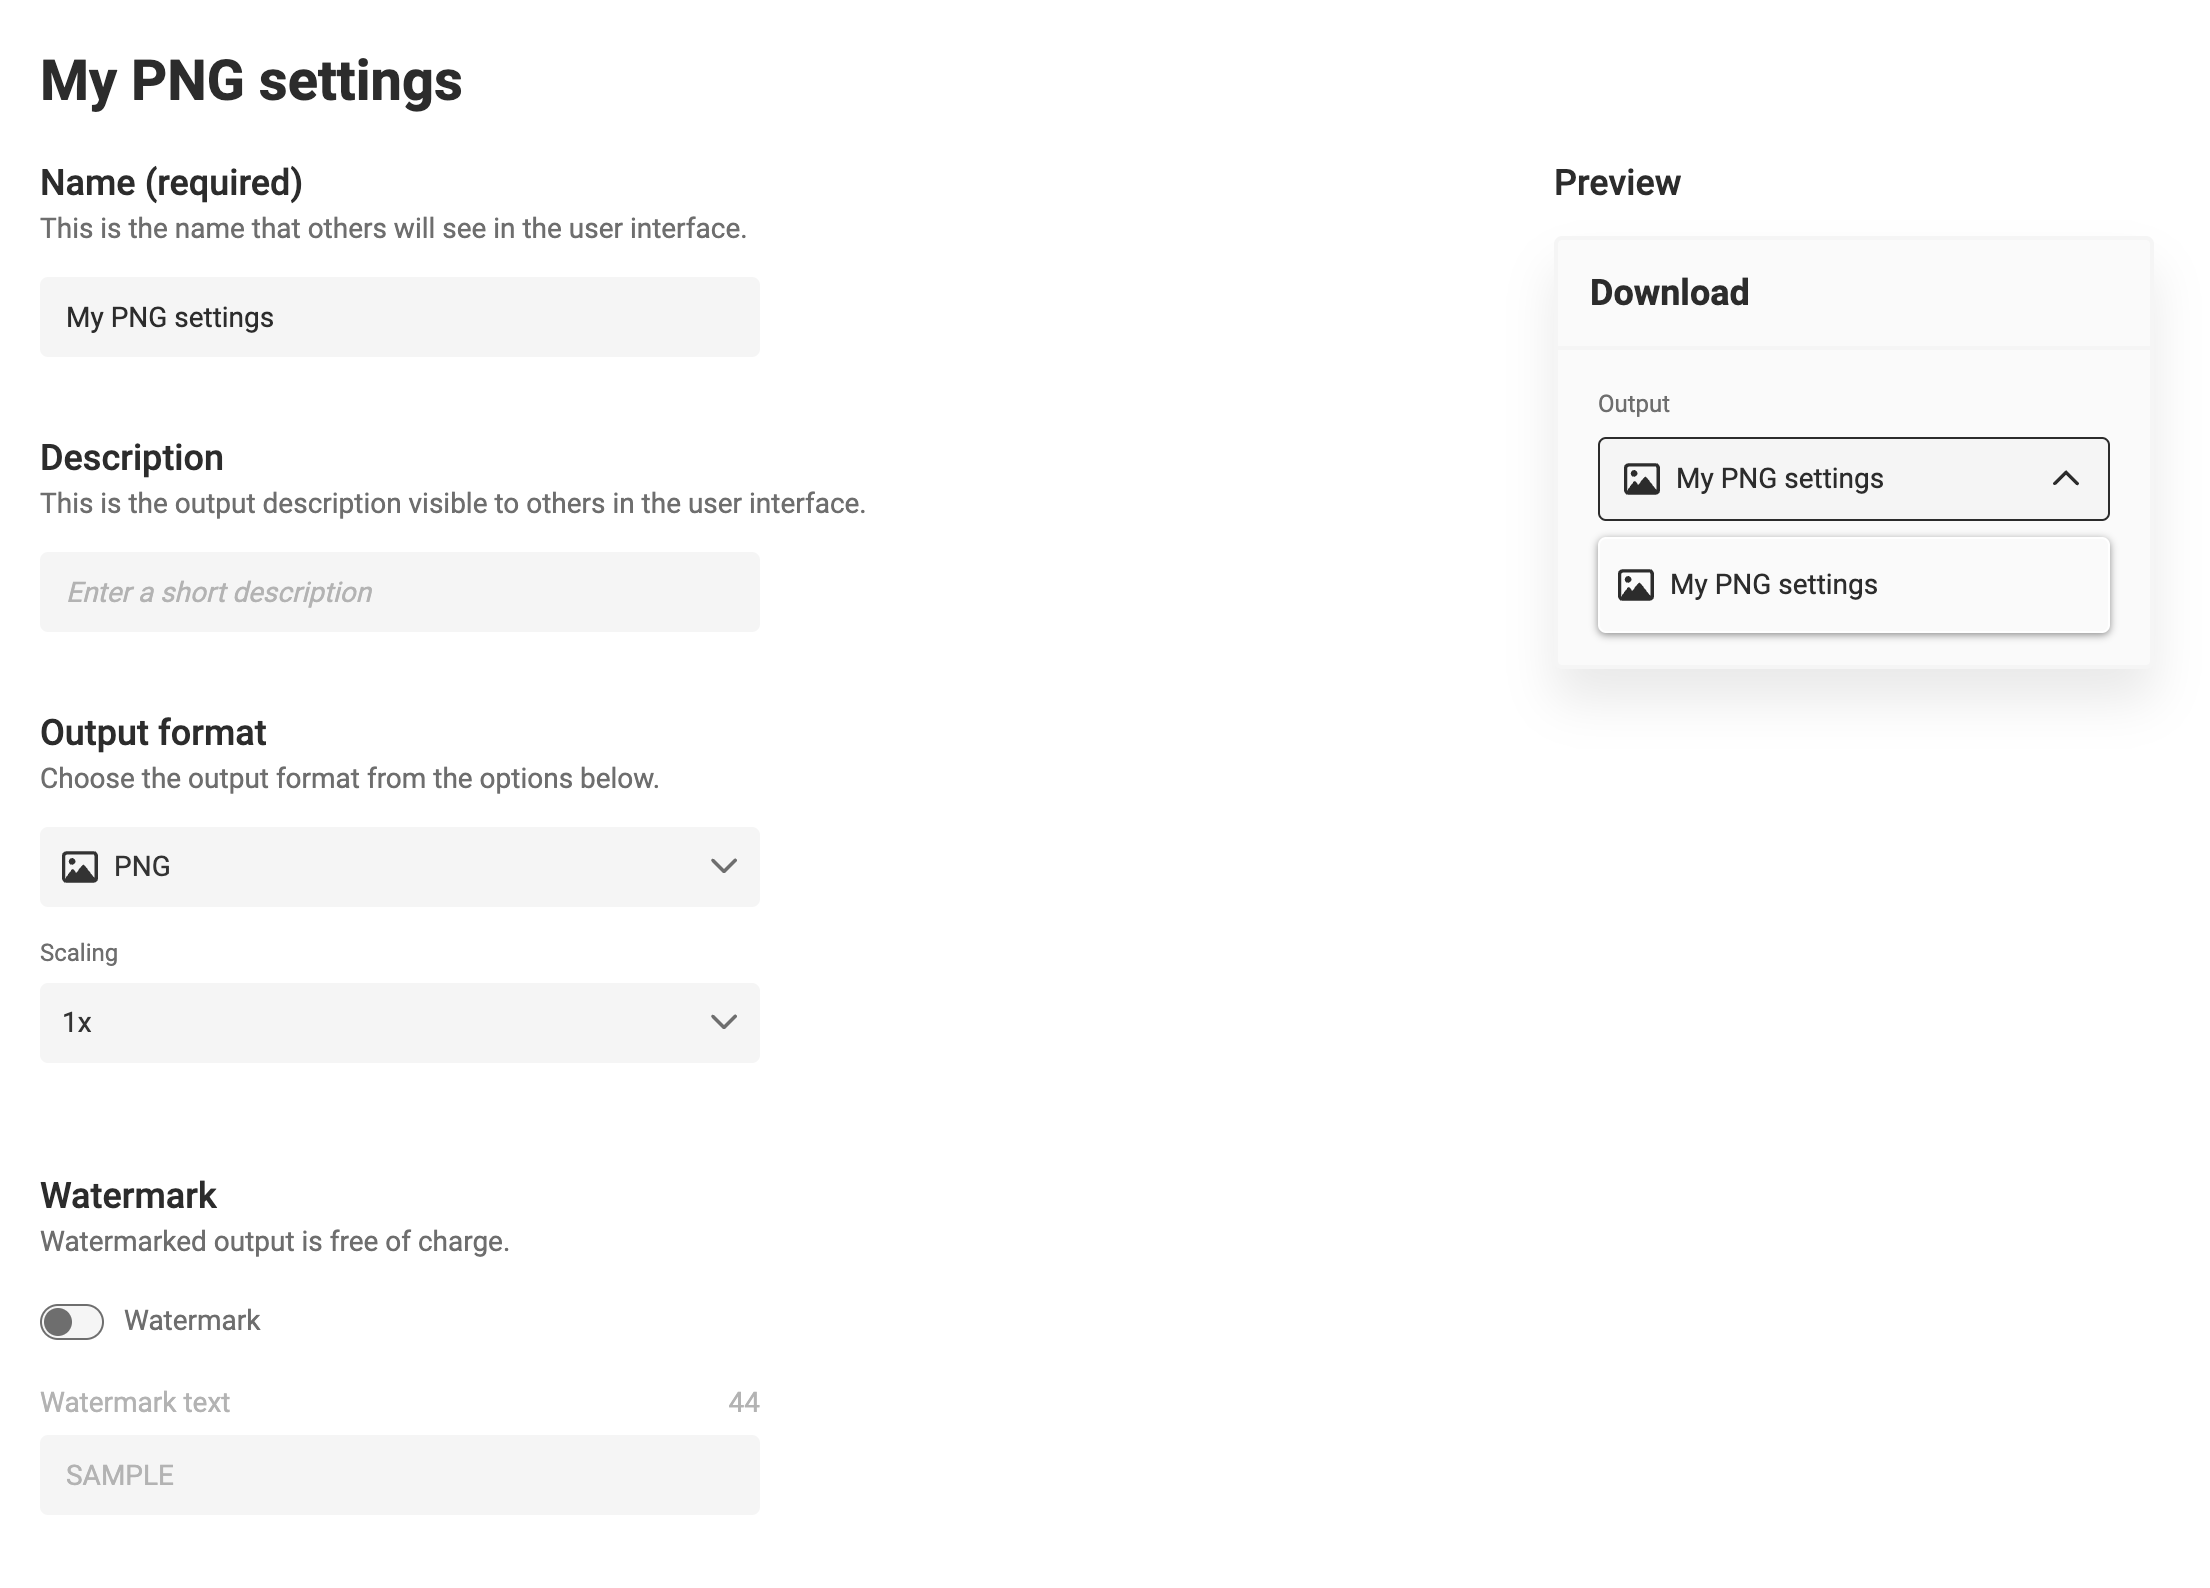 My PNG settings
Name (required)
This is the name that others will see in the user interface.
My PNG settings
Description
This is the output description visible to others in the user interface.
Enter a short description
Output format
Choose the output format from the options below.
PNG
Scaling
1x
Watermark
Watermarked output is free of charge.
Watermark
Watermark text 44
SAMPLE
Preview
Download
Output
My PNG settings
My PNG settings